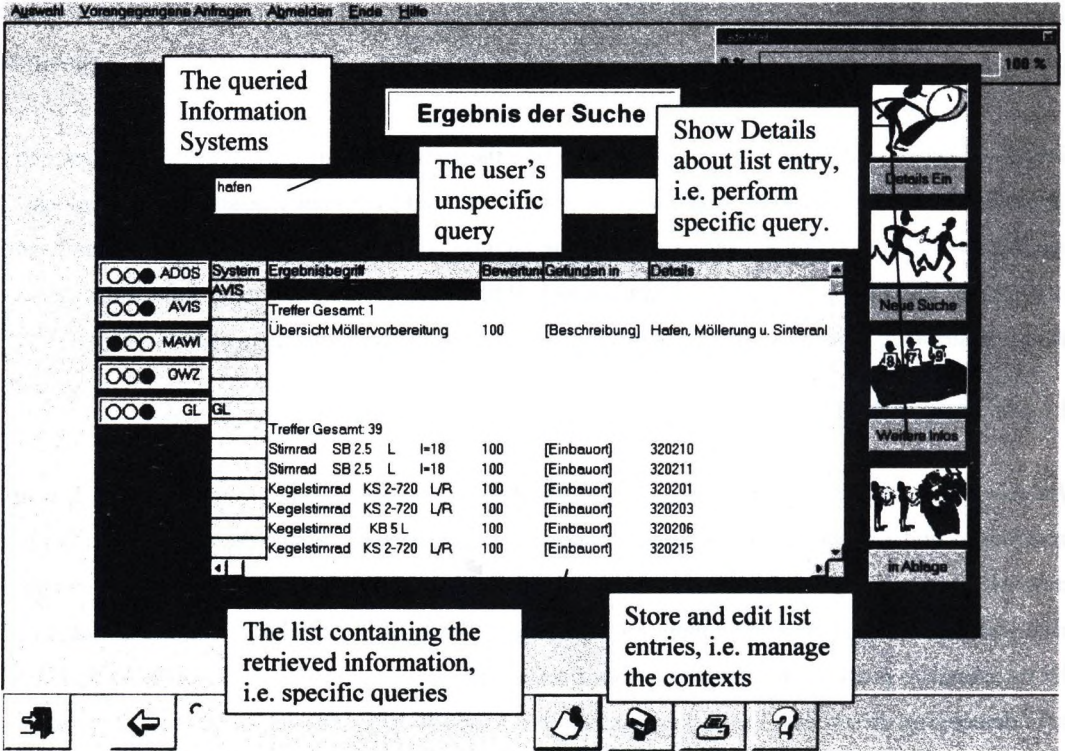 Auswahl Vorangegangene Anfragen Abmelden Ende Hilfe
0 % 100 %
The queried
Information
Systems
Ergebnis der Suche
Show Details
about list entry,
i.e. perform
specific query.
The user's
unspecific
query
hafen
Details Ein
Neue Suche
Weitere Infos
in Ablage
ADOS
AVIS
MAWI
OWZ
GL
System Ergebnisbegriff Bewertung Gefunden in Details
AVIS
Treffer Gesamt: 1
Übersicht Möllervorbereitung 100 [Beschreibung] Hafen, Möllerung u. Sinteranl
GL
Treffer Gesamt: 39
Stirnrad SB 2.5 L I=18 100 [Einbauort] 320210
Stirnrad SB 2.5 L I=18 100 [Einbauort] 320211
Kegelstirnrad KS 2-720 L/R 100 [Einbauort] 320201
Kegelstirnrad KS 2-720 L/R 100 [Einbauort] 320203
Kegelstirnrad KB 5 L 100 [Einbauort] 320206
Kegelstirnrad KS 2-720 L/R 100 [Einbauort] 320215
The list containing the
retrieved information,
i.e. specific queries
Store and edit list
entries, i.e. manage
the contexts